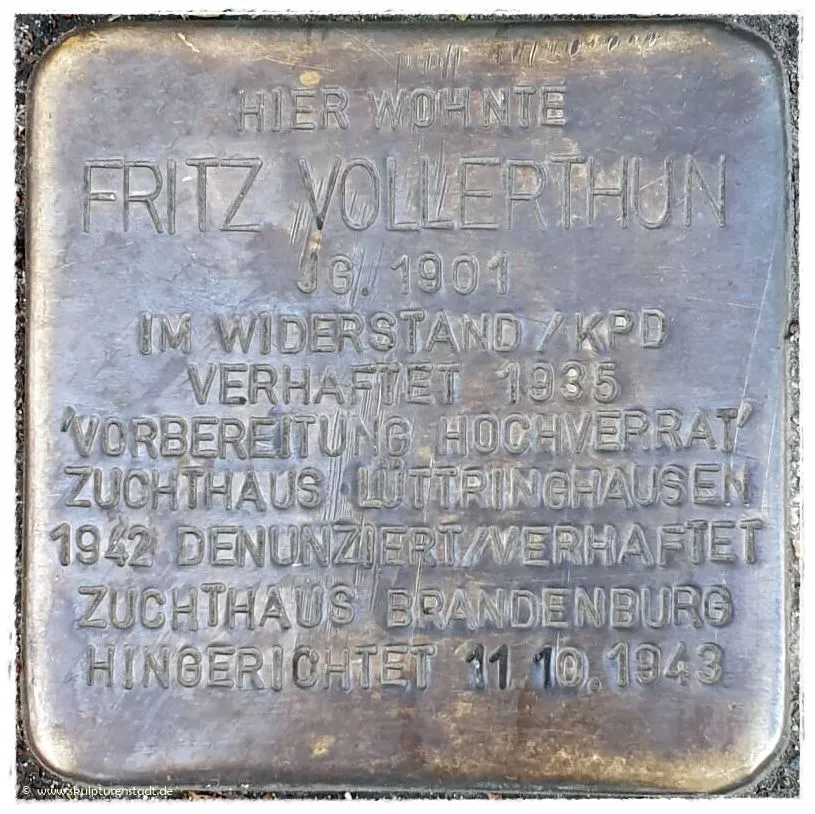 HIER WOHNTE
FRITZ VOLLERTHUN
JG. 1901
IM WIDERSTAND / KPD
VERHAFTET 1935
'VORBEREITUNG HOCHVERRAT'
ZUCHTHAUS LÜTTRINGHAUSEN
1942 DENUNZIERT/VERHAFTET
ZUCHTHAUS BRANDENBURG
HINGERICHTET 11.10.1943
© www.skulpturenstadt.de